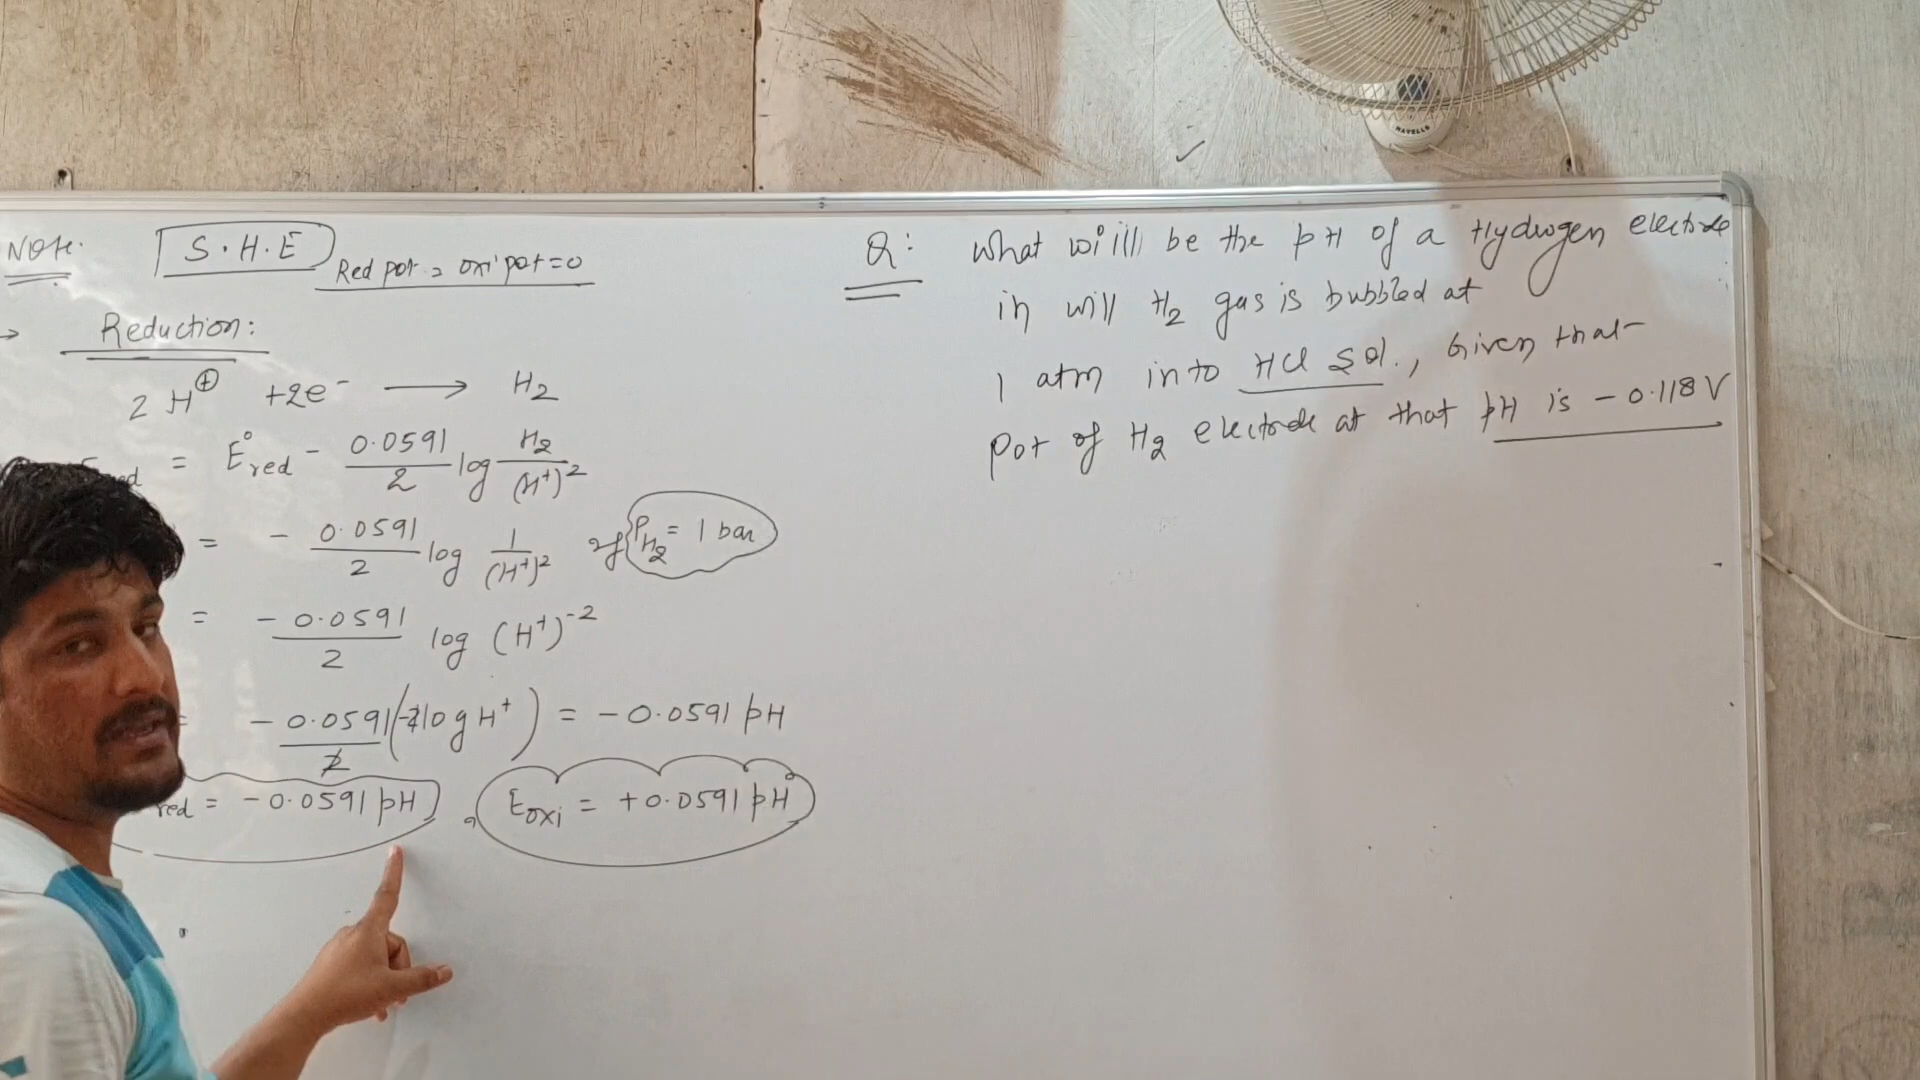 Note:
S.H.E
Red pot = oxi pot = 0
→ Reduction:
2 H⊕ + 2e⁻ ⟶ H₂
= E°red - 0.0591/2 log H₂/(H⁺)²
= - 0.0591/2 log 1/(H⁺)² if P_H₂ = 1 bar
= - 0.0591/2 log (H⁺)⁻²
= - 0.0591/2 (-2 log H⁺) = - 0.0591 pH
red = - 0.0591 pH , Eoxi = + 0.0591 pH
Q: What will be the pH of a Hydrogen electrode
in will H₂ gas is bubbled at
1 atm into HCl Sol., Given that
Pot of H₂ electrode at that pH is - 0.118 V
HAVELLS